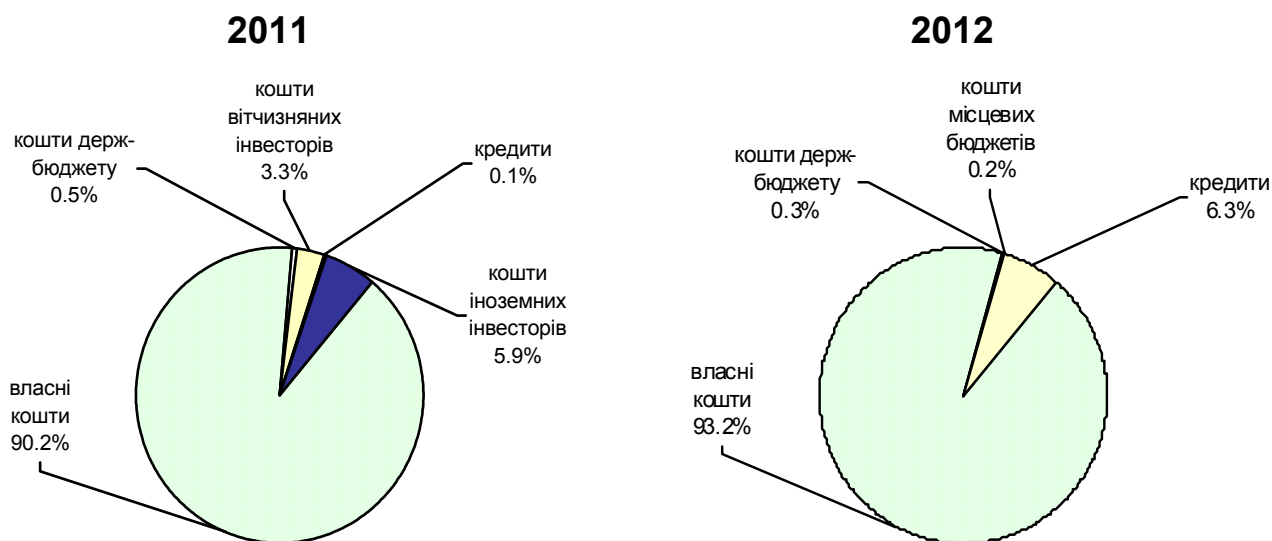 2011
кошти
вітчизняних
інвесторів
3.3%
кошти держ-
бюджету
0.5%
кредити
0.1%
кошти
іноземних
інвесторів
5.9%
власні
кошти
90.2%
2012
кошти
місцевих
бюджетів
0.2%
кошти держ-
бюджету
0.3%
кредити
6.3%
власні
кошти
93.2%